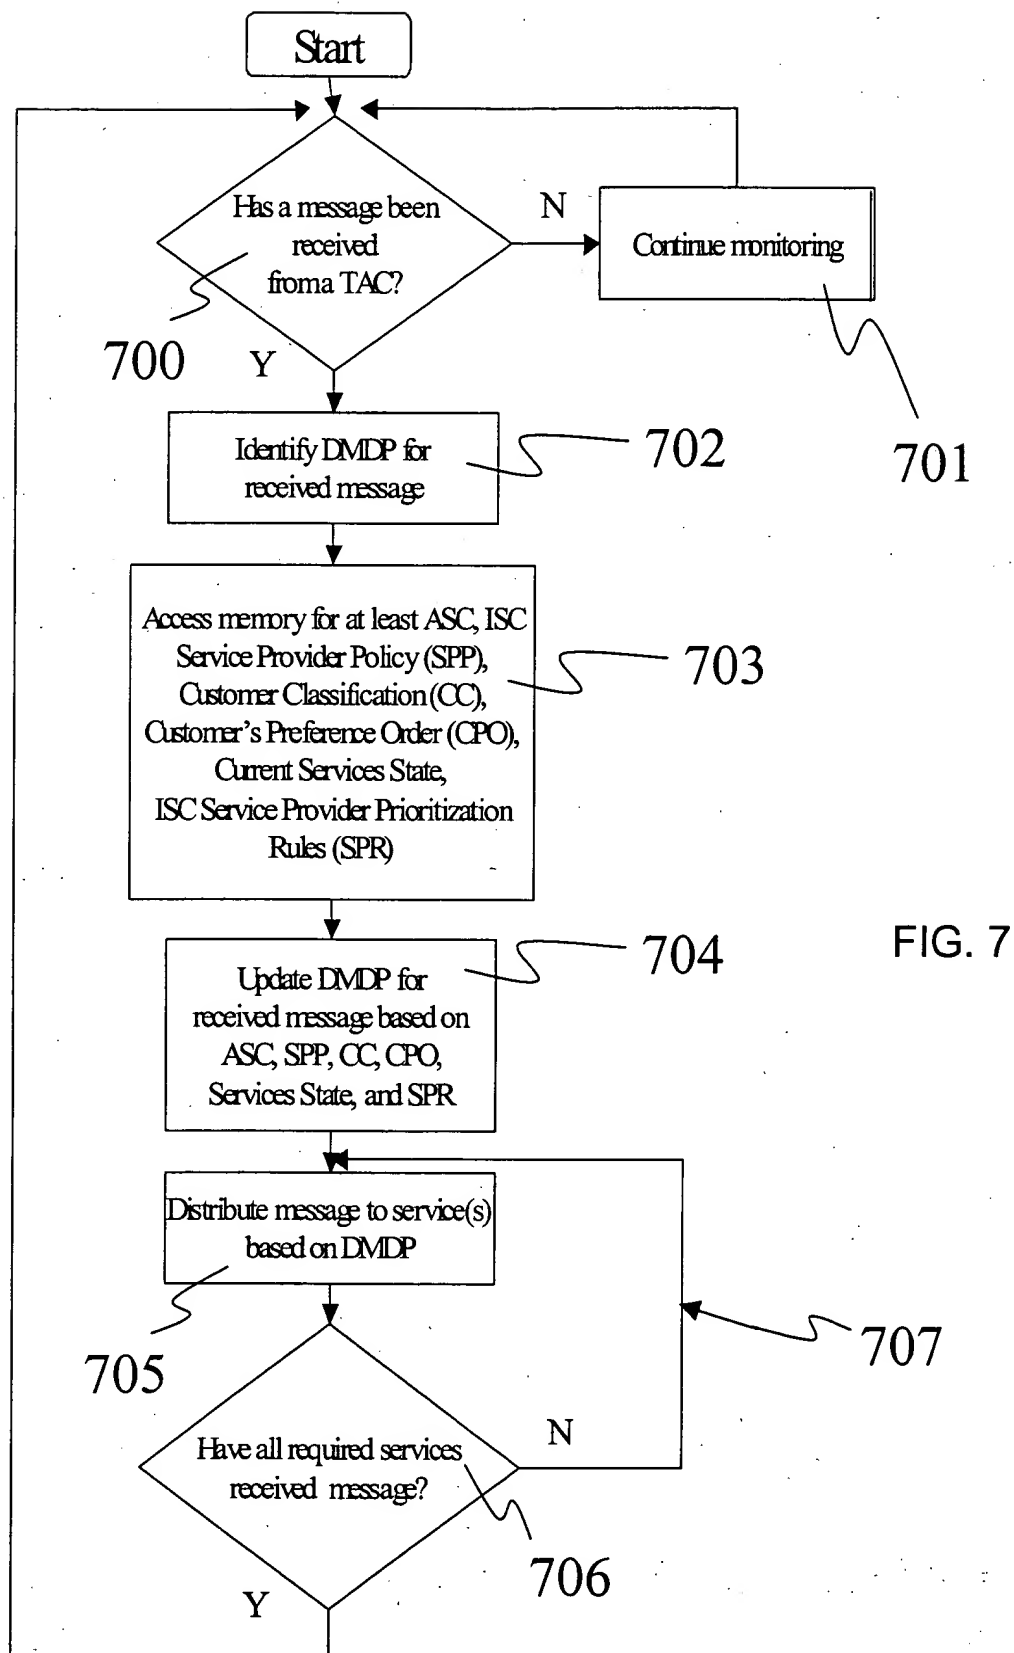 Start
Has a message been
received
from a TAC?
N
Continue monitoring
700
Y
701
Identify DMDP for
received message
702
Access memory for at least ASC, ISC
Service Provider Policy (SPP),
Customer Classification (CC),
Customer's Preference Order (CPO),
Current Services State,
ISC Service Provider Prioritization
Rules (SPR)
703
Update DMDP for
received message based on
ASC, SPP, CC, CPO,
Services State, and SPR
704
FIG. 7
Distribute message to service(s)
based on DMDP
705
707
Have all required services
received message?
N
706
Y